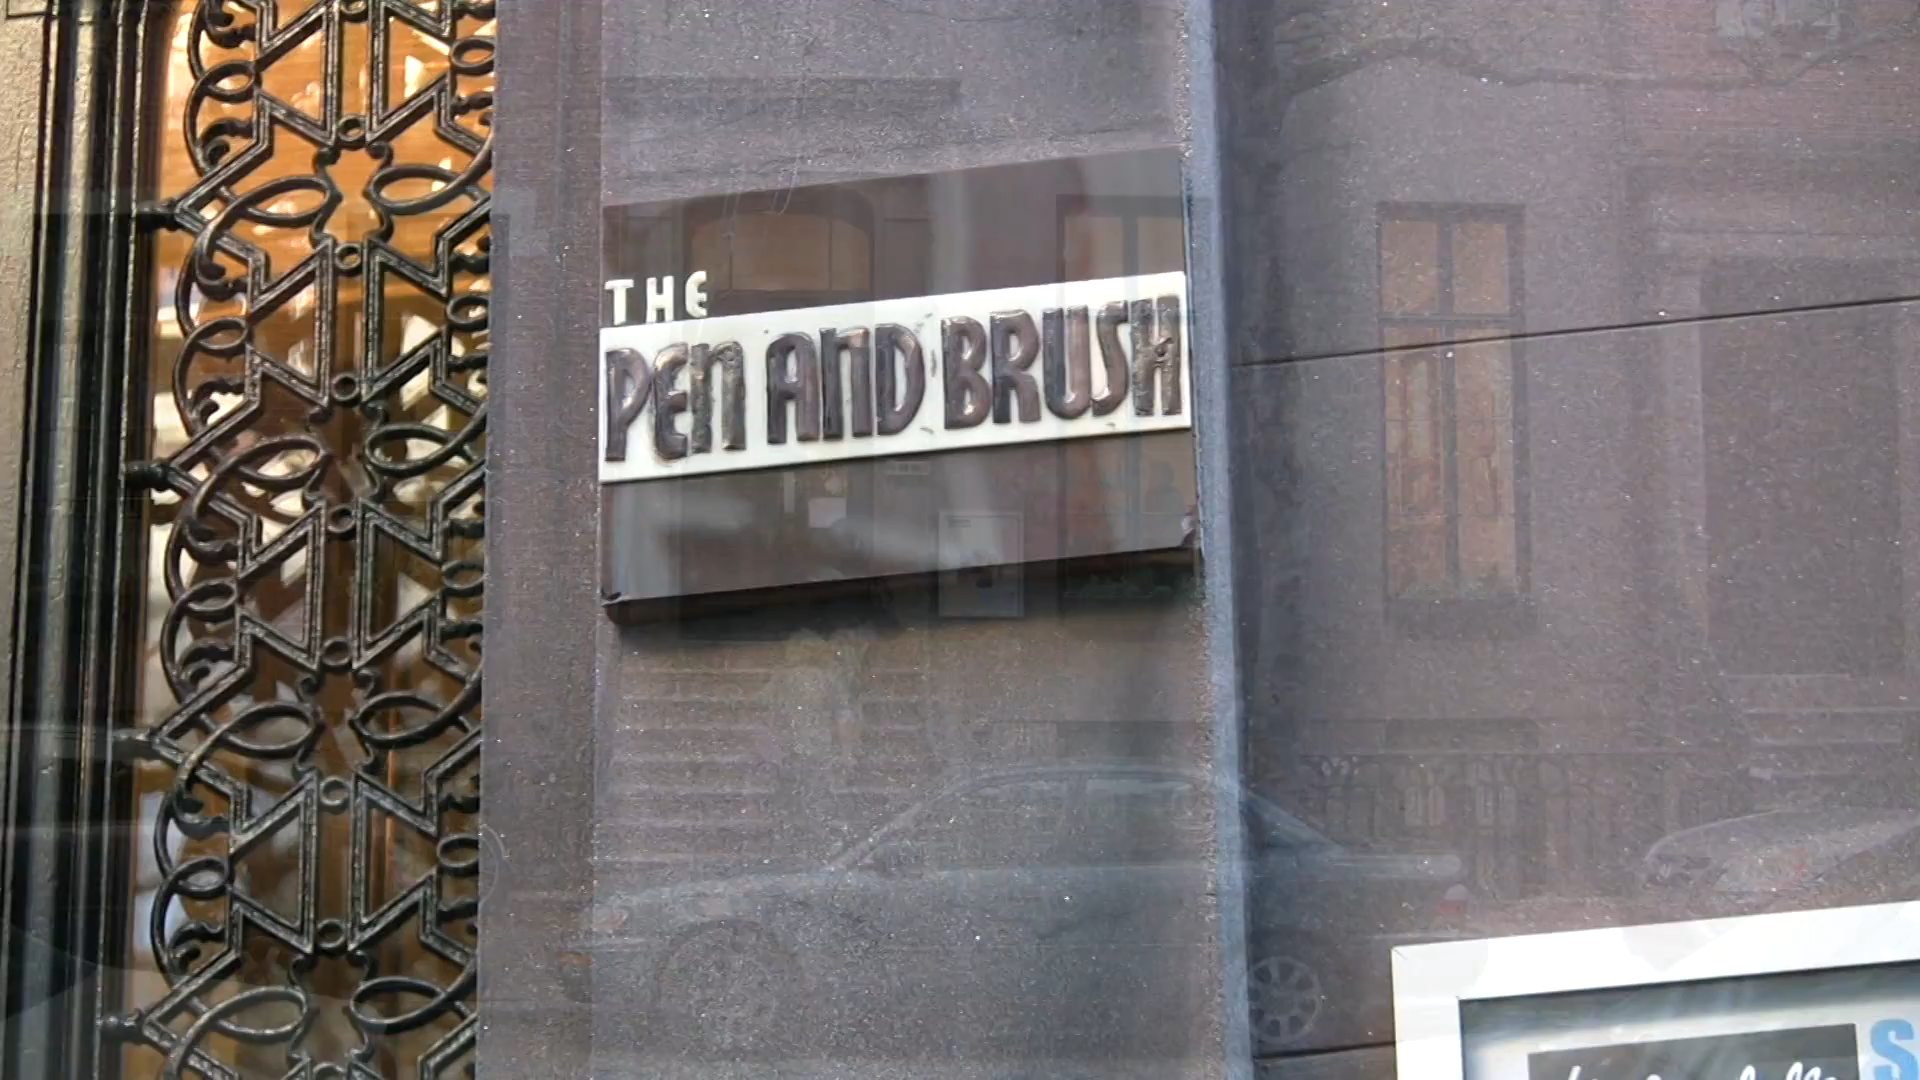 THE
PEN AND BRUSH
S